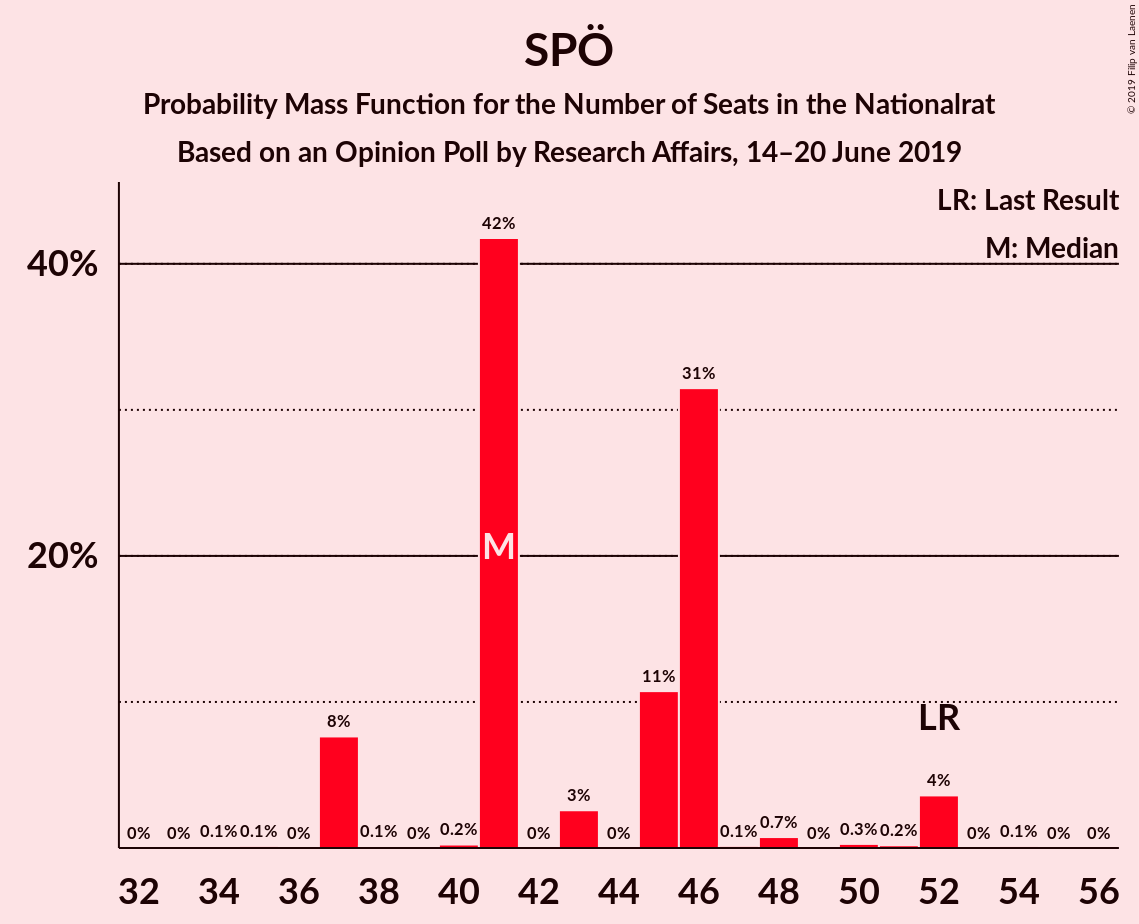 SPÖ
Probability Mass Function for the Number of Seats in the Nationalrat
Based on an Opinion Poll by Research Affairs, 14–20 June 2019
© 2019 Filip van Laenen
LR: Last Result
M: Median
40%
20%
0% 0% 0.1% 0.1% 0% 8% 0.1% 0% 0.2% 42% 0% 3% 0% 11% 31% 0.1% 0.7% 0% 0.3% 0.2% 4% 0% 0.1% 0% 0%
M
LR
32 34 36 38 40 42 44 46 48 50 52 54 56